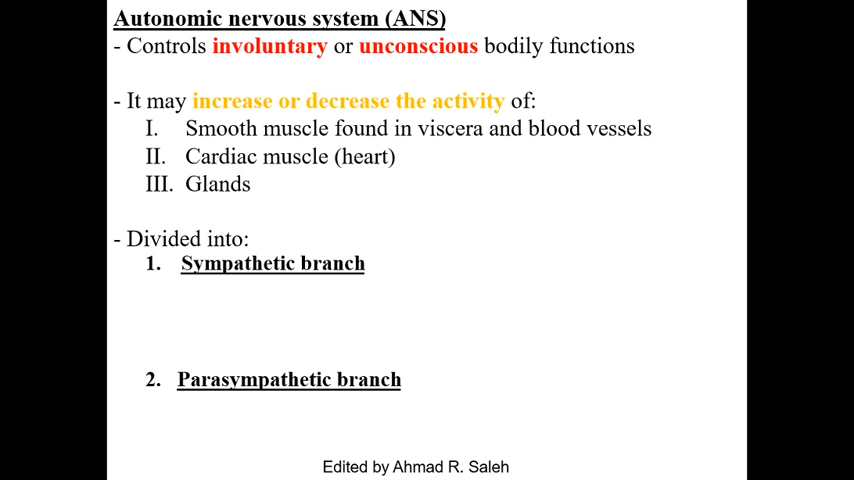 Autonomic nervous system (ANS)
- Controls involuntary or unconscious bodily functions
- It may increase or decrease the activity of:
I. Smooth muscle found in viscera and blood vessels
II. Cardiac muscle (heart)
III. Glands
- Divided into:
1. Sympathetic branch
2. Parasympathetic branch
Edited by Ahmad R. Saleh